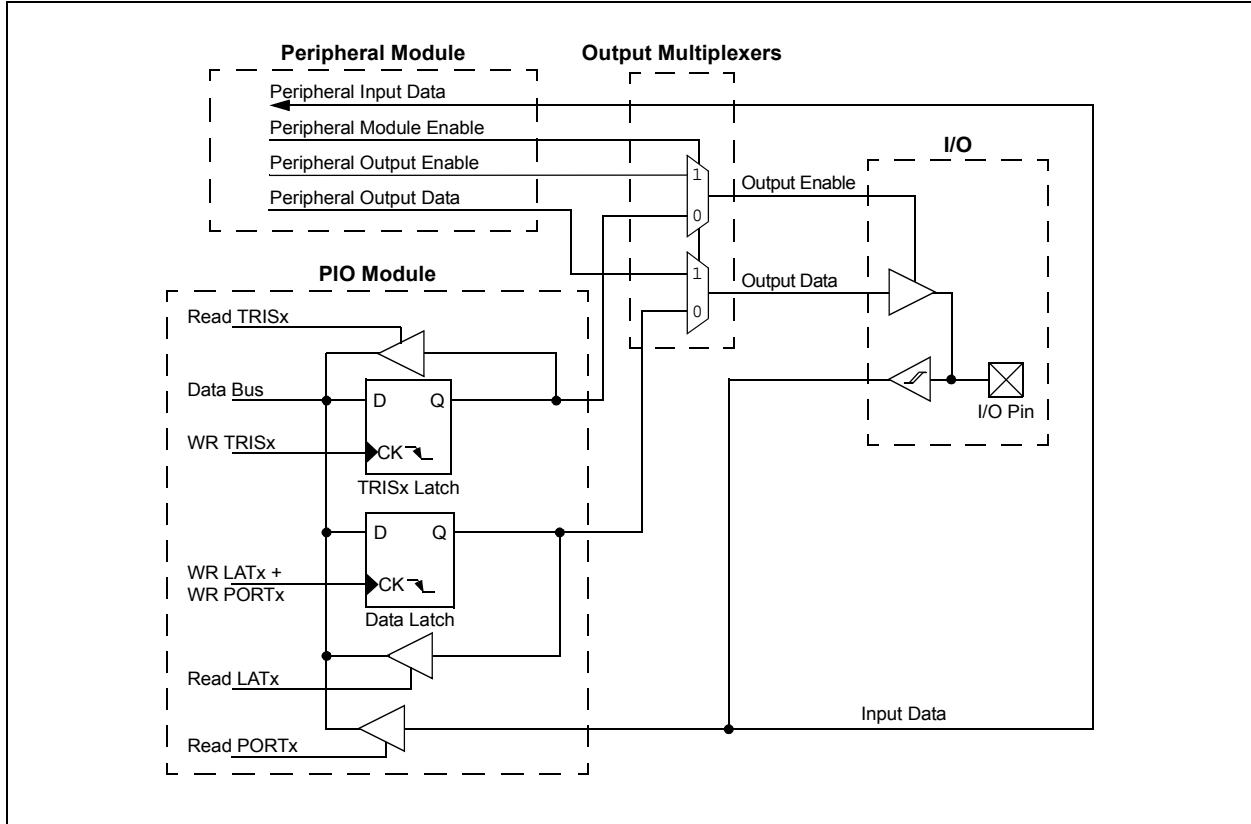 Peripheral Module
Output Multiplexers
Peripheral Input Data
Peripheral Module Enable
Peripheral Output Enable
Peripheral Output Data
1
0
Output Enable
I/O
1
0
Output Data
I/O Pin
PIO Module
Read TRISx
Data Bus
D Q
WR TRISx
CK
TRISx Latch
D Q
WR LATx +
WR PORTx
CK
Data Latch
Read LATx
Read PORTx
Input Data